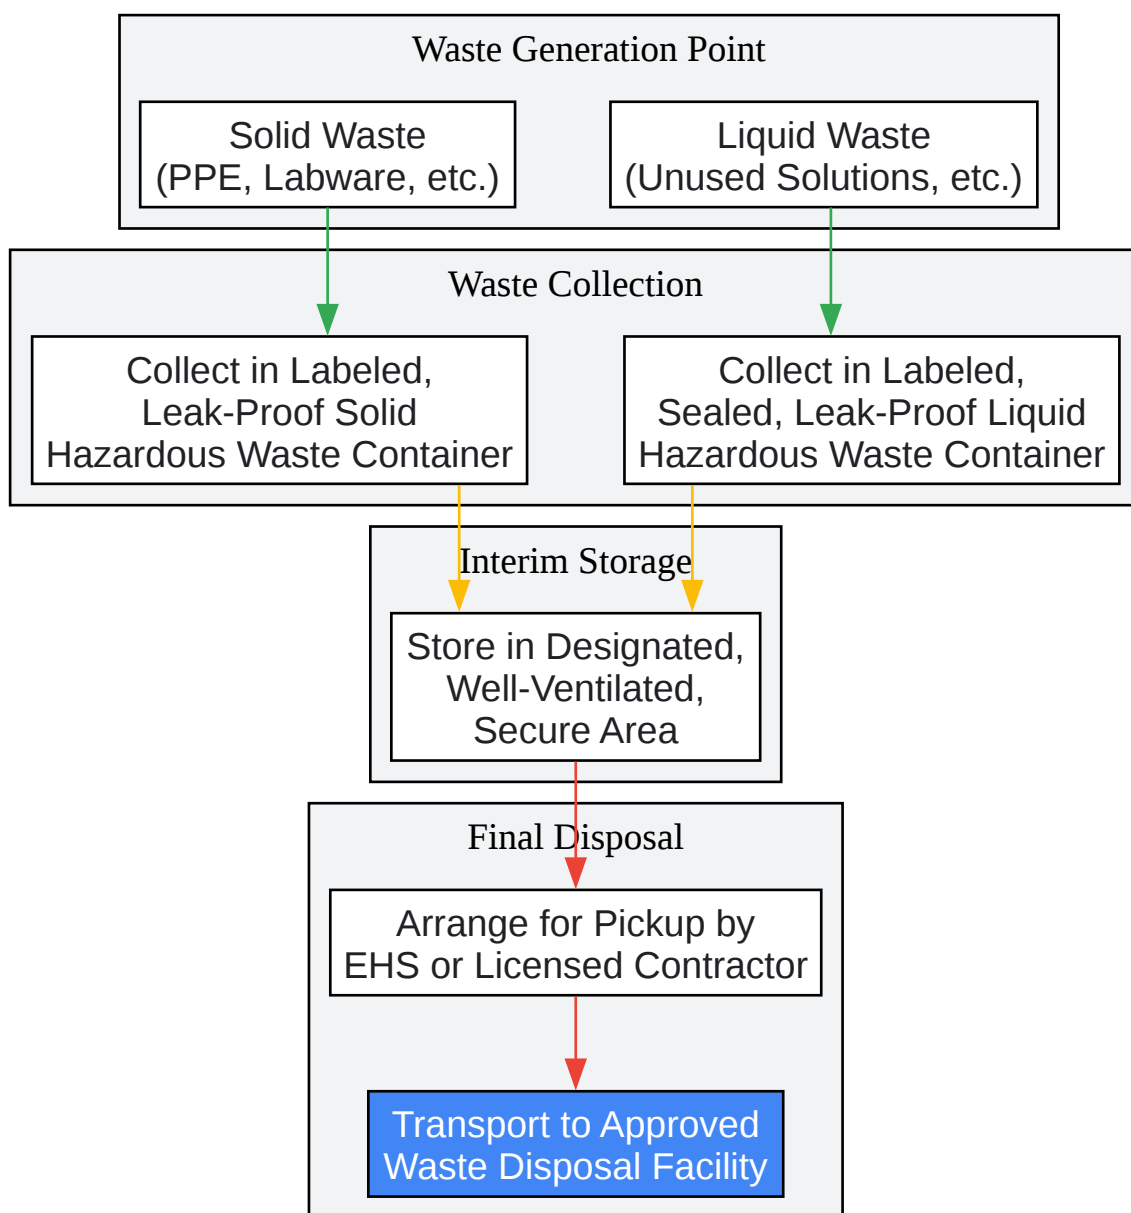 Waste Generation Point
Solid Waste
(PPE, Labware, etc.)
Liquid Waste
(Unused Solutions, etc.)
Waste Collection
Collect in Labeled,
Leak-Proof Solid
Hazardous Waste Container
Collect in Labeled,
Sealed, Leak-Proof Liquid
Hazardous Waste Container
Interim Storage
Store in Designated,
Well-Ventilated,
Secure Area
Final Disposal
Arrange for Pickup by
EHS or Licensed Contractor
Transport to Approved
Waste Disposal Facility